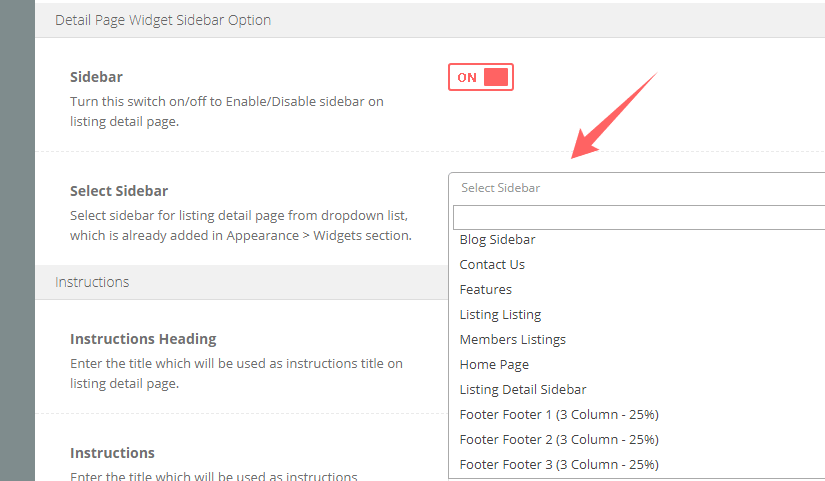 Detail Page Widget Sidebar Option
Sidebar
ON
Turn this switch on/off to Enable/Disable sidebar on
listing detail page.
Select Sidebar
Select sidebar for listing detail page from dropdown list,
which is already added in Appearance > Widgets section.
Select Sidebar
Blog Sidebar
Contact Us
Features
Listing Listing
Members Listings
Home Page
Listing Detail Sidebar
Footer Footer 1 (3 Column - 25%)
Footer Footer 2 (3 Column - 25%)
Footer Footer 3 (3 Column - 25%)
Instructions
Instructions Heading
Enter the title which will be used as instructions title on
listing detail page.
Instructions
Enter the title which will be used as instructions